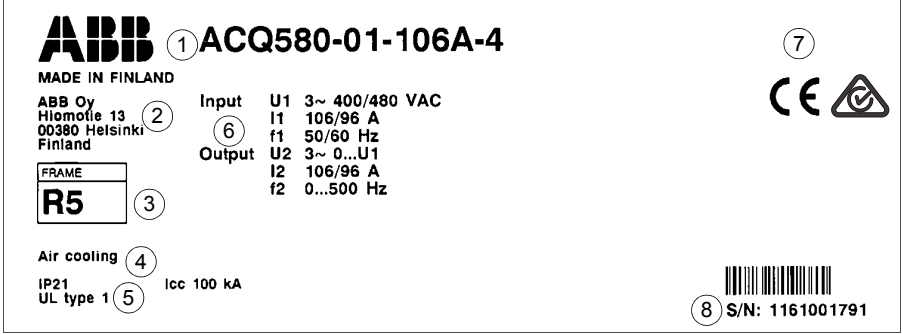 ABB
1 ACQ580-01-106A-4
7
MADE IN FINLAND
ABB Oy
Hiomotie 13
00380 Helsinki
Finland
2
Input U1 3~ 400/480 VAC
I1 106/96 A
6
f1 50/60 Hz
Output U2 3~ 0...U1
I2 106/96 A
f2 0...500 Hz
CE
FRAME
R5
3
Air cooling 4
IP21 Icc 100 kA
UL type 1 5
8 S/N: 1161001791